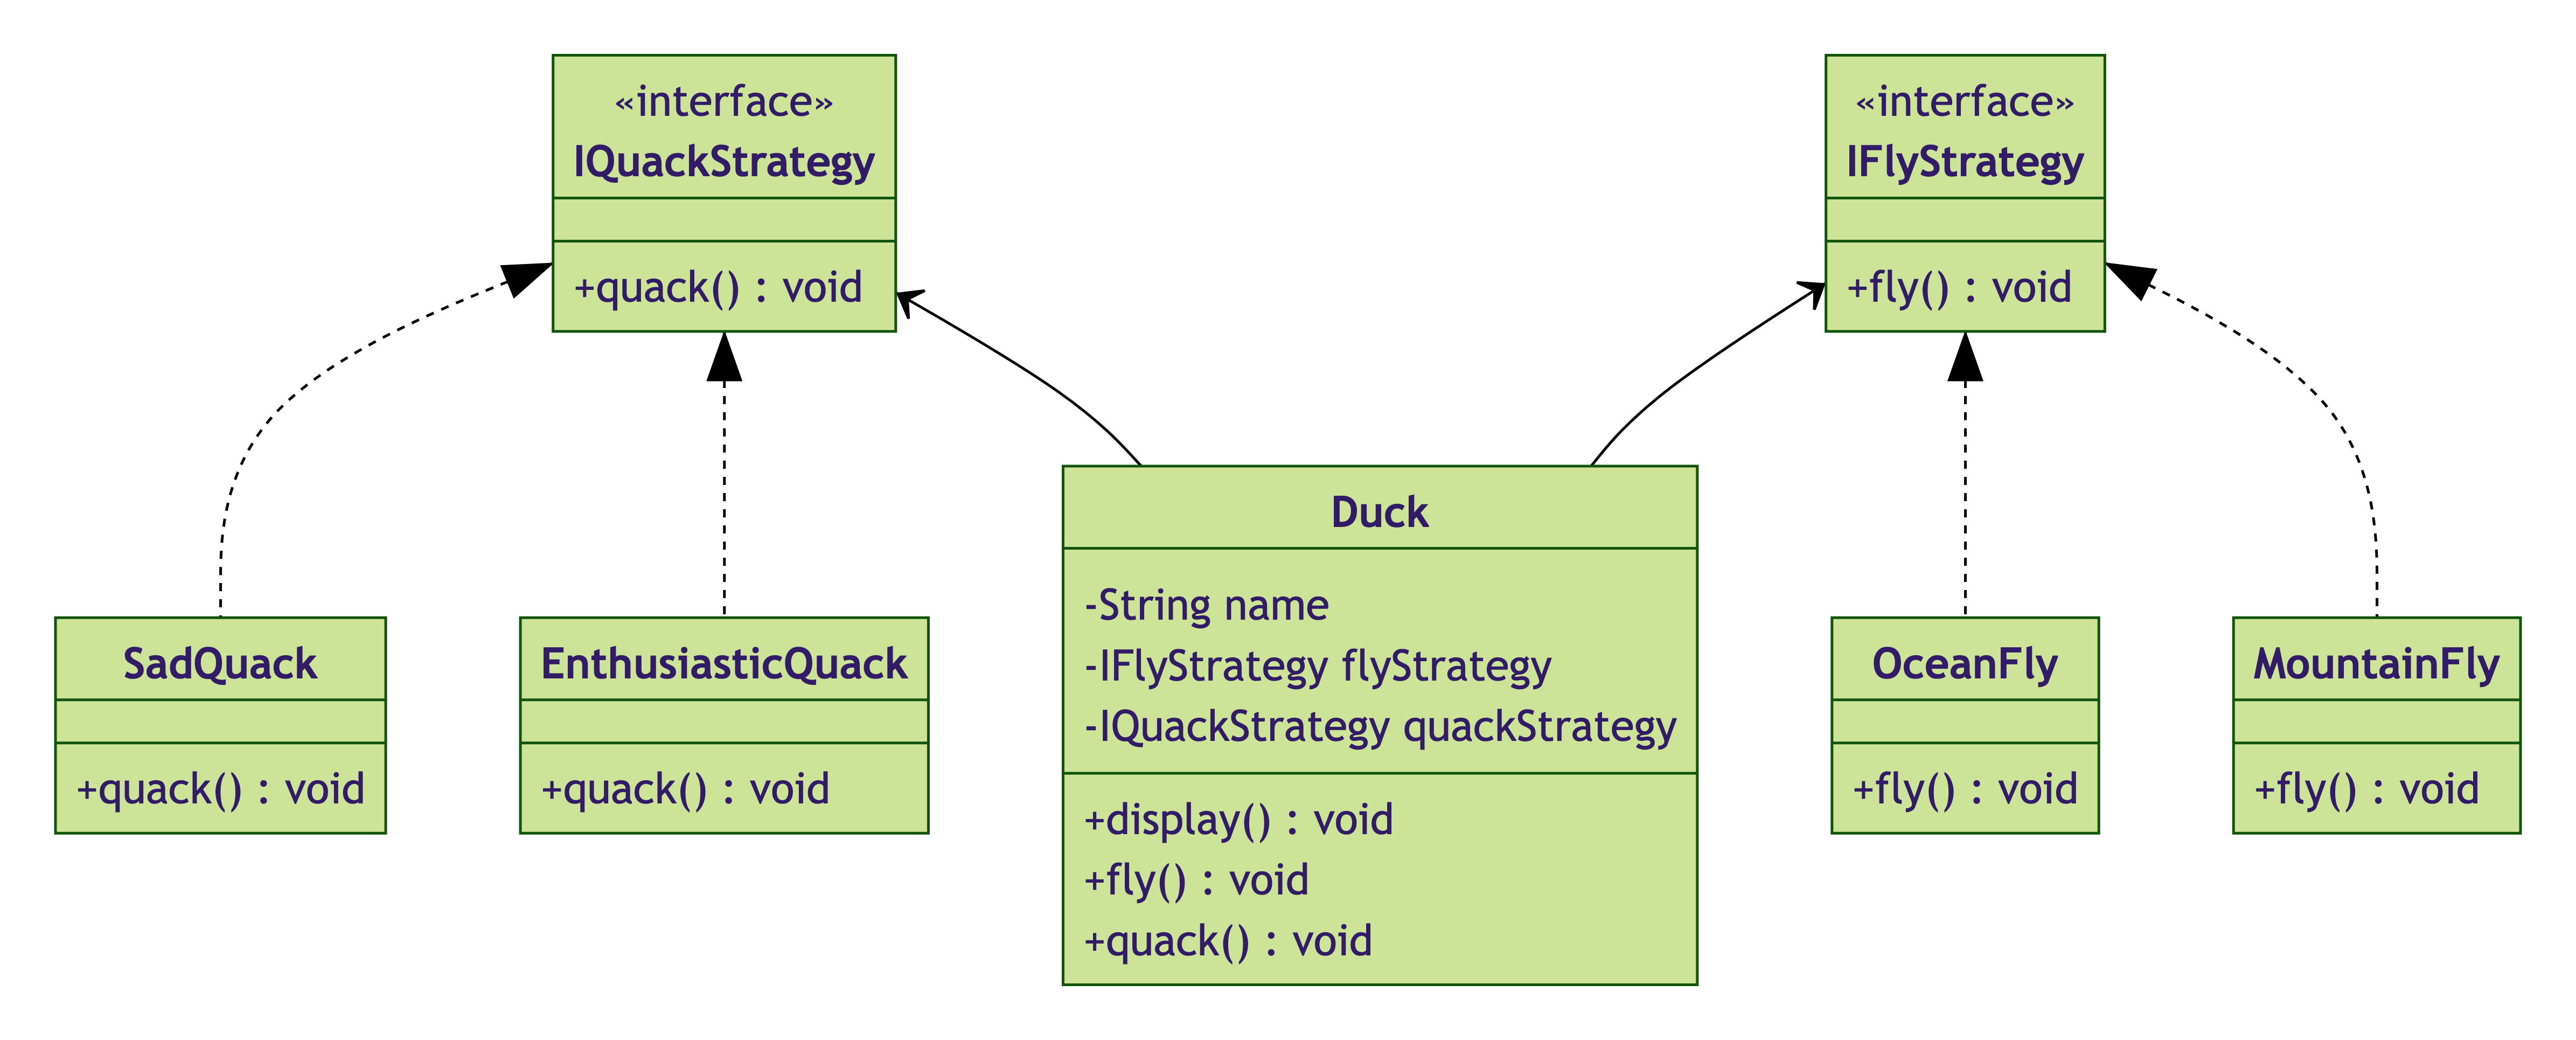 «interface»
IQuackStrategy
+quack() : void
«interface»
IFlyStrategy
+fly() : void
SadQuack
+quack() : void
EnthusiasticQuack
+quack() : void
Duck
-String name
-IFlyStrategy flyStrategy
-IQuackStrategy quackStrategy
+display() : void
+fly() : void
+quack() : void
OceanFly
+fly() : void
MountainFly
+fly() : void